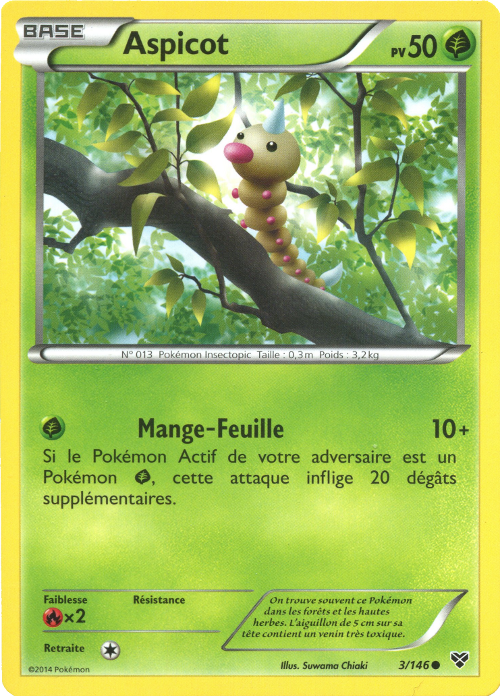 BASE
Aspicot
PV50
N° 013 Pokémon Insectopic Taille : 0,3m Poids : 3,2kg
Mange-Feuille 10+
Si le Pokémon Actif de votre adversaire est un
Pokémon , cette attaque inflige 20 dégâts
supplémentaires.
Faiblesse Résistance
×2
On trouve souvent ce Pokémon
dans les forêts et les hautes
herbes. L'aiguillon de 5 cm sur sa
tête contient un venin très toxique.
Retraite
Illus. Suwama Chiaki 3/146
©2014 Pokémon